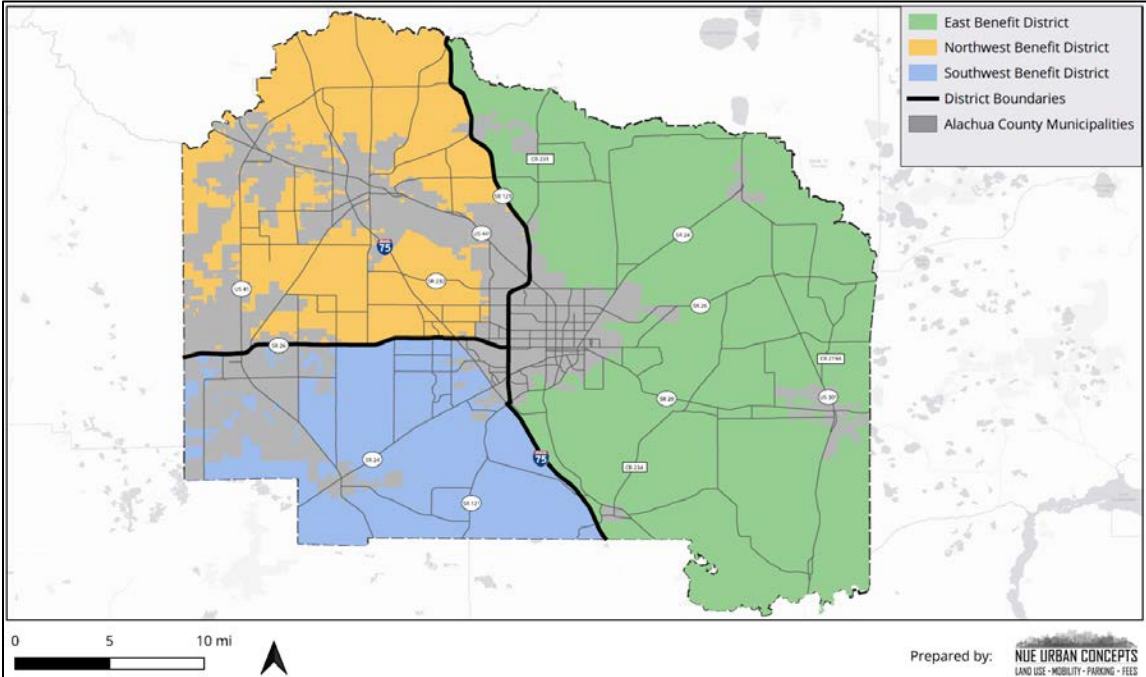 East Benefit District
Northwest Benefit District
Southwest Benefit District
District Boundaries
Alachua County Municipalities
CR 231
SR 121
US 441
SR 24
75
SR 232
US 41
SR 26
SR 26
CR 219A
US 301
SR 20
SR 24
75
CR 234
SR 121
0 5 10 mi
Prepared by:
NUE URBAN CONCEPTS
LAND USE • MOBILITY • PARKING • FEES